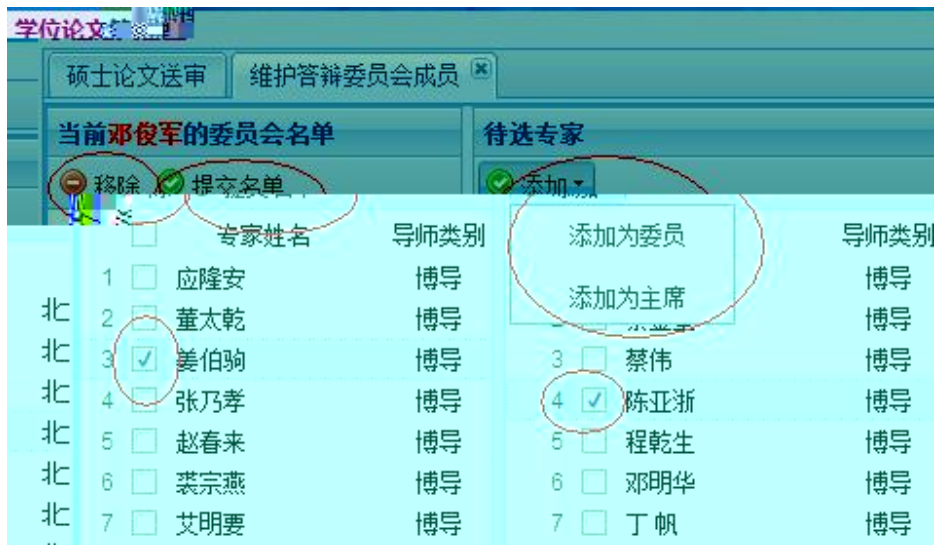 学位论文
硕士论文送审 维护答辩委员会成员
当前邓俊军的委员会名单 待选专家
移除 提交名单 添加
专家姓名 导师类别 添加为委员 导师类别
1 应隆安 博导 博导
添加为主席
北 2 董太乾 博导 博导
北 3 姜伯驹 博导 3 蔡伟 博导
北 4 张乃孝 博导 4 陈亚浙 博导
北 5 赵春来 博导 5 程乾生 博导
北 6 裘宗燕 博导 6 邓明华 博导
北 7 艾明要 博导 7 丁帆 博导